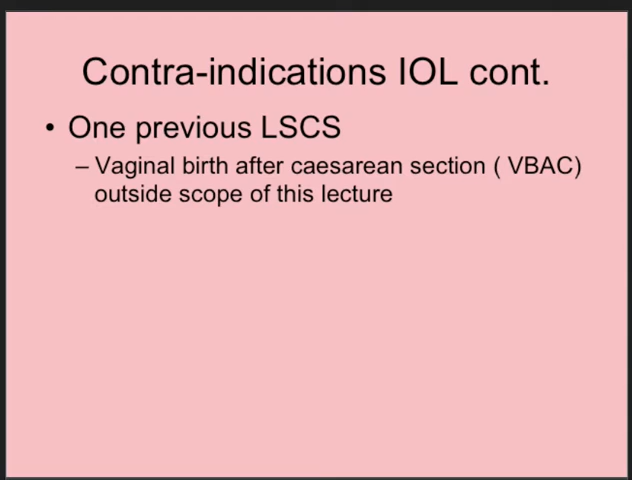 Contra-indications IOL cont.
• One previous LSCS
– Vaginal birth after caesarean section ( VBAC)
outside scope of this lecture